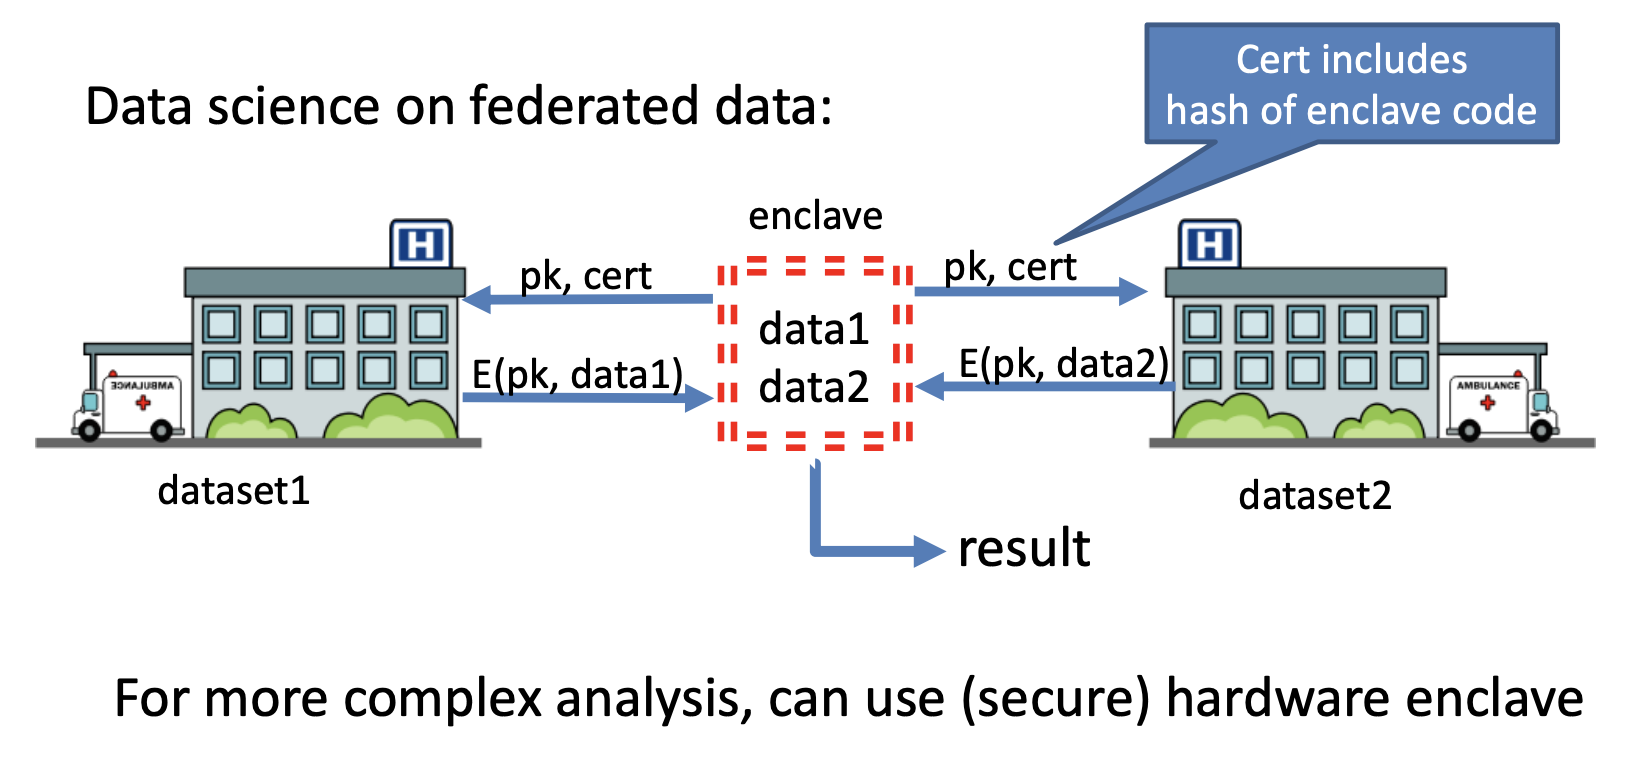 Cert includes
hash of enclave code
Data science on federated data:
enclave
H
H
pk, cert
pk, cert
data1
data2
E(pk, data1)
E(pk, data2)
AMBULANCE
AMBULANCE
dataset1
dataset2
result
For more complex analysis, can use (secure) hardware enclave